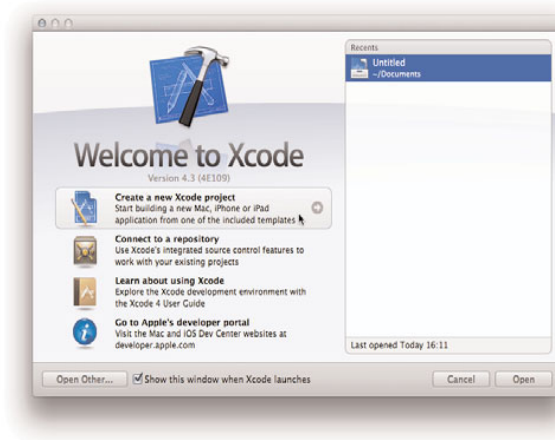 Recents
Untitled
~/Documents
Welcome to Xcode
Version 4.3 (4E109)
Create a new Xcode project
Start building a new Mac, iPhone or iPad
application from one of the included templates
Connect to a repository
Use Xcode's integrated source control features to
work with your existing projects
Learn about using Xcode
Explore the Xcode development environment with
the Xcode 4 User Guide
Go to Apple's developer portal
Visit the Mac and iOS Dev Center websites at
developer.apple.com
Last opened Today 16:11
Open Other...
Show this window when Xcode launches
Cancel
Open